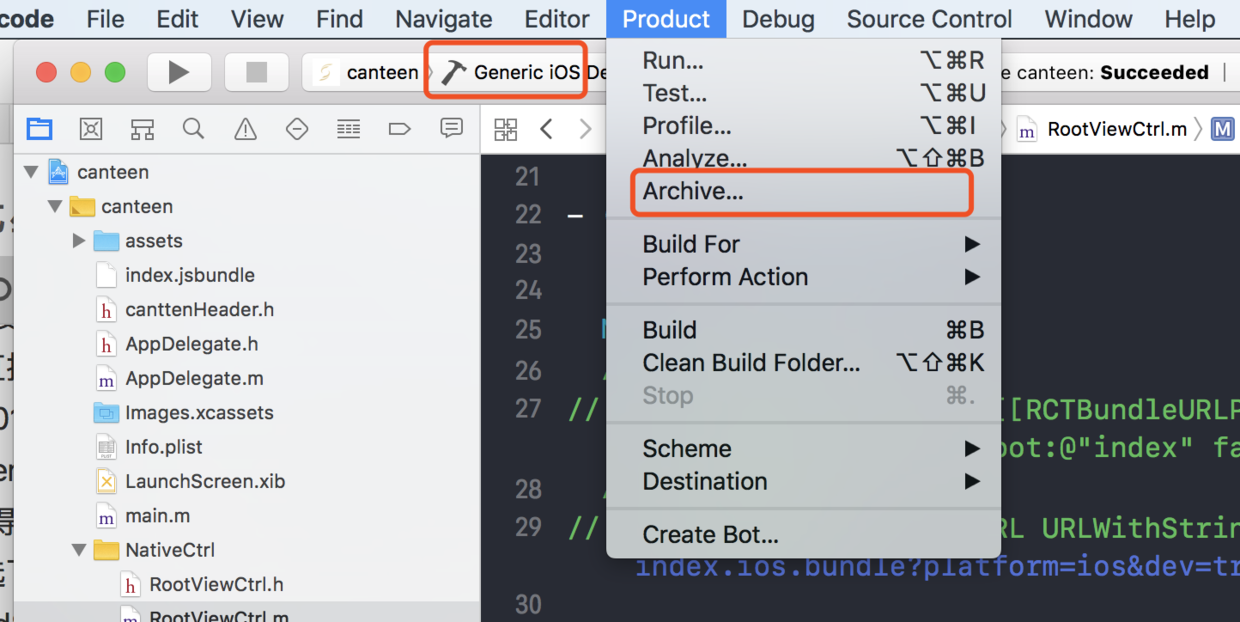 code File Edit View Find Navigate Editor Product Debug Source Control Window Help
canteen Generic iOS De
e canteen: Succeeded
RootViewCtrl.m M
Run... ⌥⌘R
Test... ⌥⌘U
Profile... ⌥⌘I
Analyze... ⌥⇧⌘B
Archive...
Build For
Perform Action
Build ⌘B
Clean Build Folder... ⌥⇧⌘K
Stop ⌘.
Scheme
Destination
Create Bot...
canteen
canteen
assets
index.jsbundle
canttenHeader.h
AppDelegate.h
AppDelegate.m
Images.xcassets
Info.plist
LaunchScreen.xib
main.m
NativeCtrl
RootViewCtrl.h
RootViewCtrl.m
21
22 –
23
24
25
26
27 // [[RCTBundleURLP
oot:@"index" fa
28
29 // RL URLWithStrin
index.ios.bundle?platform=ios&dev=tr
30